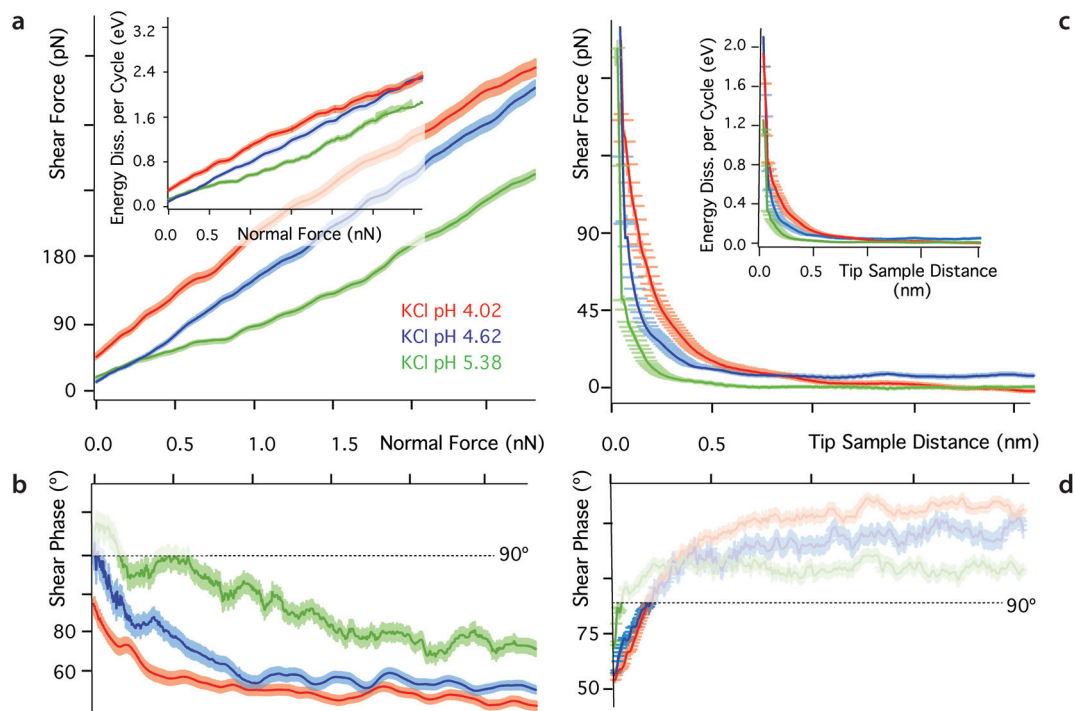 a
Shear Force (pN)
180
90
0
Energy Diss. per Cycle (eV)
3.2
2.4
1.6
0.8
0.0
0.0 0.5
Normal Force (nN)
KCl pH 4.02
KCl pH 4.62
KCl pH 5.38
0.0 0.5 1.0 1.5 Normal Force (nN)
c
Shear Force (pN)
90
45
0
Energy Diss. per Cycle (eV)
2.0
1.6
1.2
0.8
0.4
0.0
0.0 0.5
Tip Sample Distance
(nm)
0.0 0.5 Tip Sample Distance (nm)
b
Shear Phase (º)
90º
80
60
d
Shear Phase (º)
90º
75
50